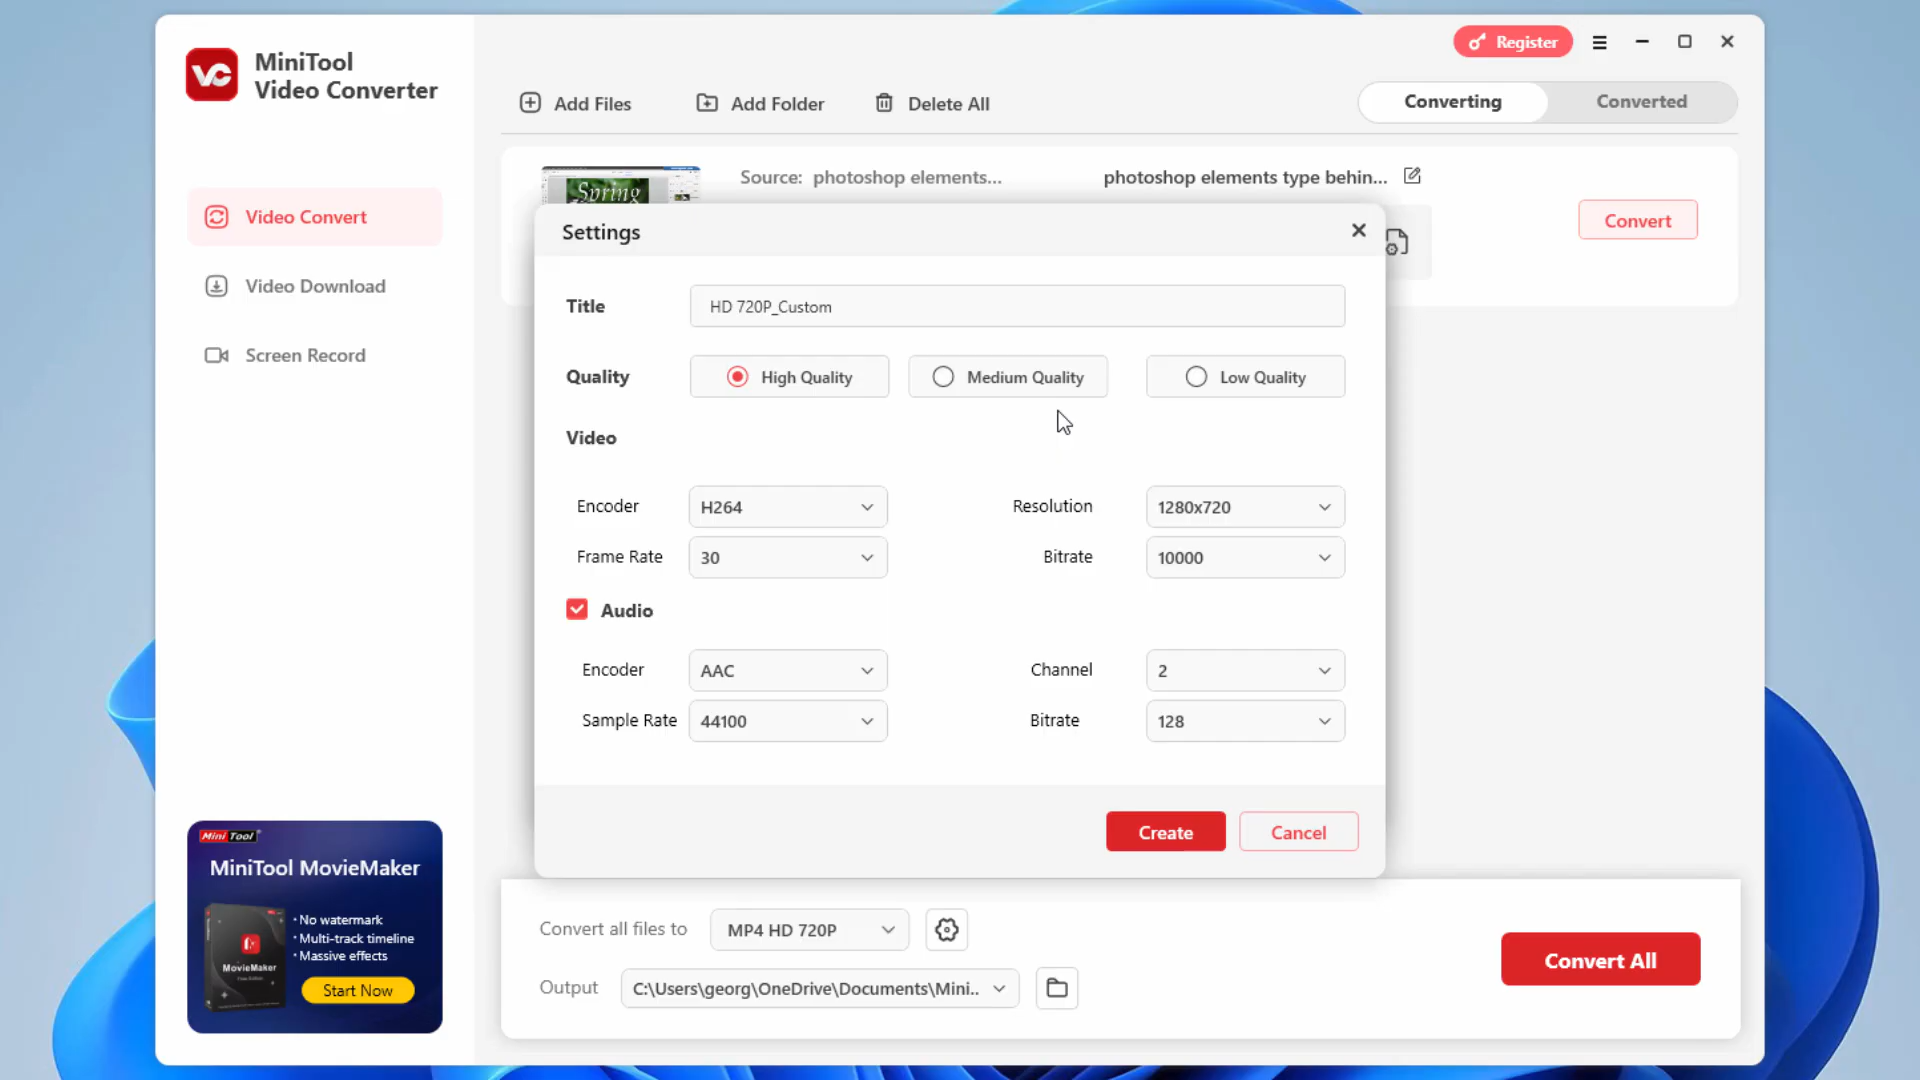 MiniTool
Video Converter
Register
Add Files
Add Folder
Delete All
Converting
Converted
Spring
Source: photoshop elements...
photoshop elements type behin...
Convert
Video Convert
Video Download
Screen Record
Settings
Title
HD 720P_Custom
Quality
High Quality
Medium Quality
Low Quality
Video
Encoder
H264
Resolution
1280x720
Frame Rate
30
Bitrate
10000
Audio
Encoder
AAC
Channel
2
Sample Rate
44100
Bitrate
128
Create
Cancel
Mini Tool
MiniTool MovieMaker
• No watermark
• Multi-track timeline
• Massive effects
MovieMaker
Start Now
Convert all files to
MP4 HD 720P
Output
C:\Users\georg\OneDrive\Documents\Mini..
Convert All